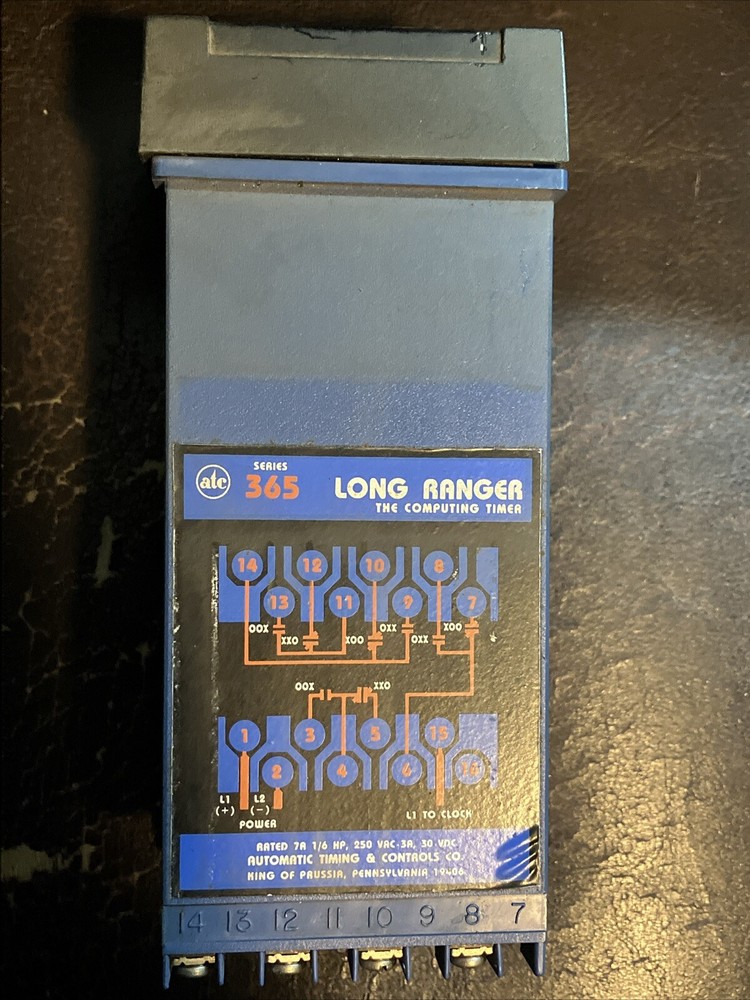 atc
SERIES
365
LONG RANGER
THE COMPUTING TIMER
14 12 10 8
13 11 9 7
OOX XXO XOO OXX OXX XOO
OOX OXX
1 3 5 15
2 4 6
L1 L2
(+) (-)
POWER
L1 TO CLOCK
RATED 7A 1/6 HP, 250 VAC-3A, 30 VDC
AUTOMATIC TIMING & CONTROLS CO.
KING OF PRUSSIA, PENNSYLVANIA 19406
14 13 12 11 10 9 8 7